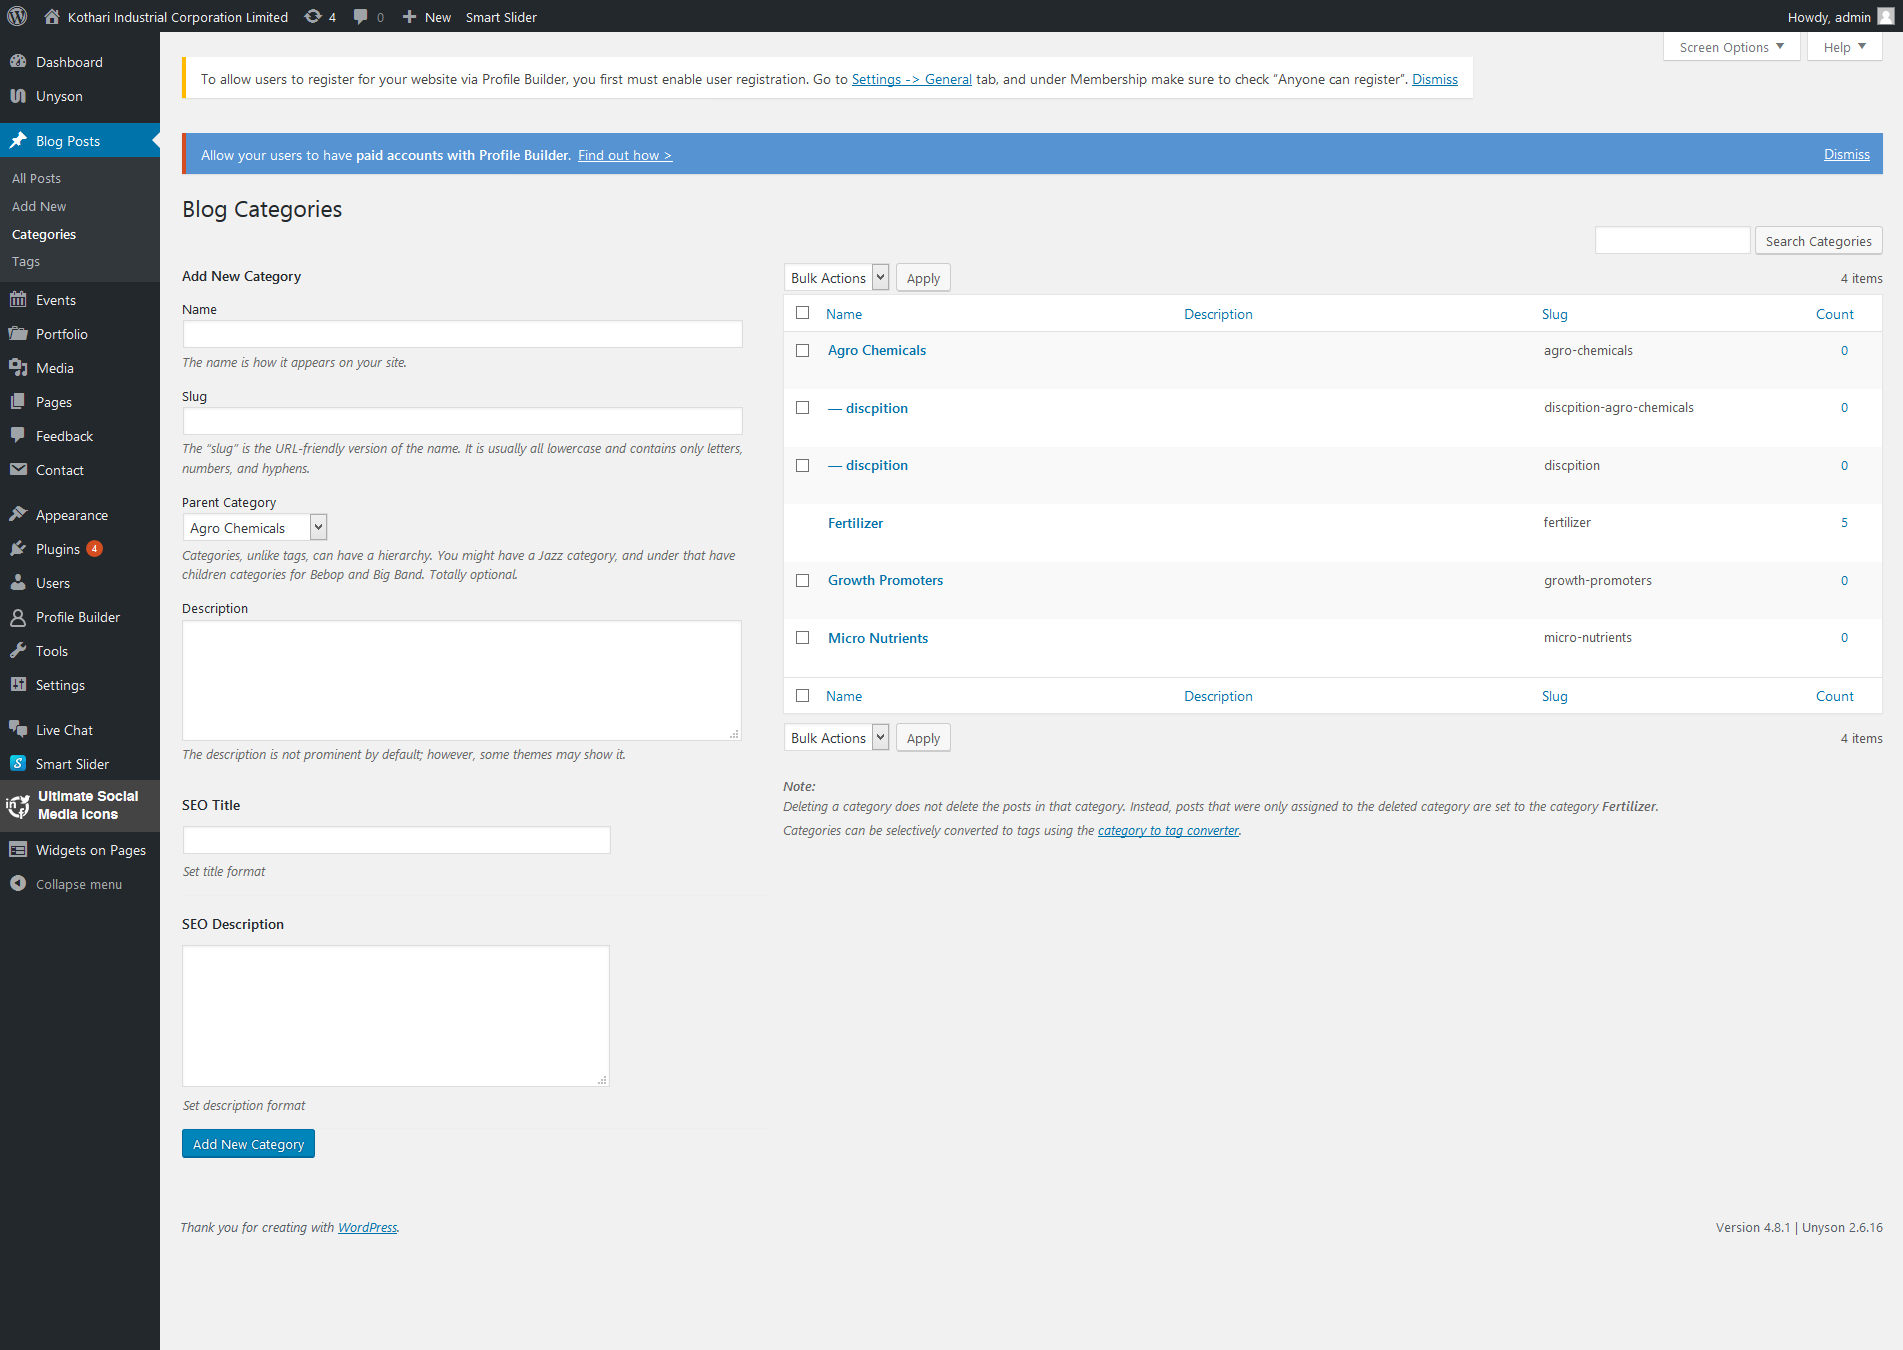 Kothari Industrial Corporation Limited 4 0 New Smart Slider Howdy, admin
Screen Options Help
Dashboard
Unyson
Blog Posts
All Posts
Add New
Categories
Tags
Events
Portfolio
Media
Pages
Feedback
Contact
Appearance
Plugins 4
Users
Profile Builder
Tools
Settings
Live Chat
Smart Slider
Ultimate Social
Media Icons
Widgets on Pages
Collapse menu
To allow users to register for your website via Profile Builder, you first must enable user registration. Go to Settings -> General tab, and under Membership make sure to check “Anyone can register”. Dismiss
Allow your users to have paid accounts with Profile Builder. Find out how > Dismiss
Blog Categories
Search Categories
Add New Category
Name
The name is how it appears on your site.
Slug
The “slug” is the URL-friendly version of the name. It is usually all lowercase and contains only letters,
numbers, and hyphens.
Parent Category
Agro Chemicals
Categories, unlike tags, can have a hierarchy. You might have a Jazz category, and under that have
children categories for Bebop and Big Band. Totally optional.
Description
The description is not prominent by default; however, some themes may show it.
SEO Title
Set title format
SEO Description
Set description format
Add New Category
Bulk Actions Apply 4 items
Name Description Slug Count
Agro Chemicals agro-chemicals 0
— discpition discpition-agro-chemicals 0
— discpition discpition 0
Fertilizer fertilizer 5
Growth Promoters growth-promoters 0
Micro Nutrients micro-nutrients 0
Name Description Slug Count
Bulk Actions Apply 4 items
Note:
Deleting a category does not delete the posts in that category. Instead, posts that were only assigned to the deleted category are set to the category Fertilizer.
Categories can be selectively converted to tags using the category to tag converter.
Thank you for creating with WordPress. Version 4.8.1 | Unyson 2.6.16